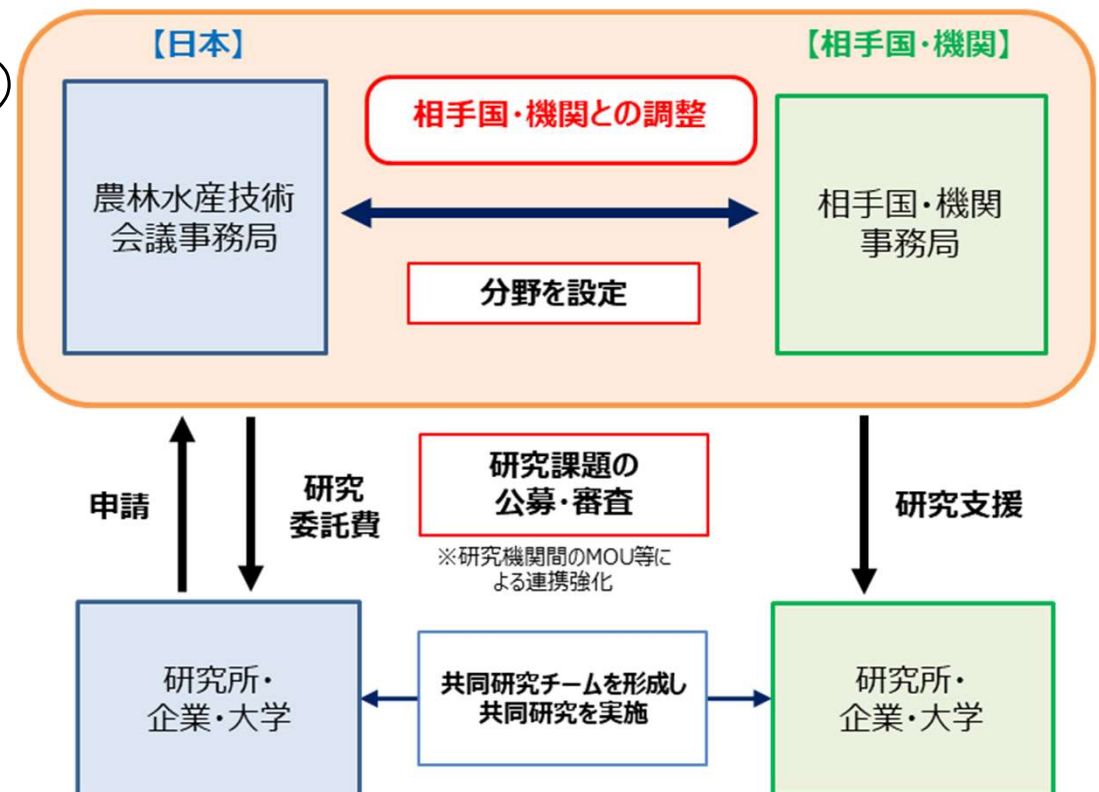 【日本】
【相手国・機関】
相手国・機関との調整
農林水産技術
会議事務局
相手国・機関
事務局
分野を設定
申請
研究
委託費
研究課題の
公募・審査
※研究機関間のMOU等に
よる連携強化
研究支援
研究所・
企業・大学
共同研究チームを形成し
共同研究を実施
研究所・
企業・大学